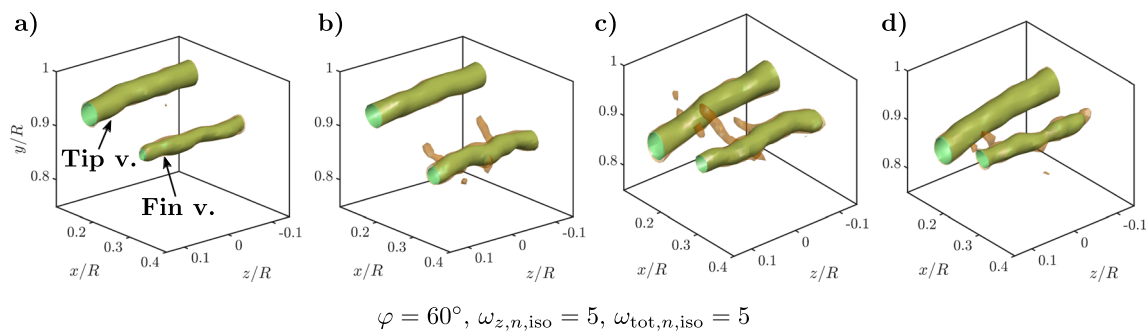 a)
b)
c)
d)
1
0.9
0.8
y/R
Tip v.
Fin v.
0.2
0.3
0.4
x/R
0.1
0
-0.1
z/R
1
0.9
0.8
0.2
0.3
0.4
x/R
0.1
0
-0.1
z/R
1
0.9
0.8
0.2
0.3
0.4
x/R
0.1
0
-0.1
z/R
1
0.9
0.8
0.2
0.3
0.4
x/R
0.1
0
-0.1
z/R
φ = 60°, ω_{z,n,iso} = 5, ω_{tot,n,iso} = 5